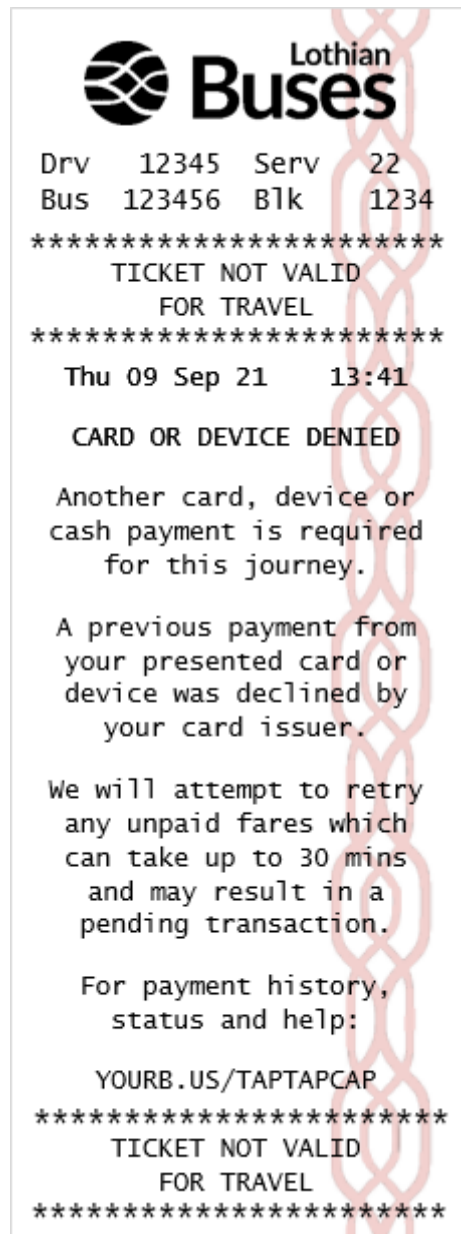 Lothian
Buses
Drv 12345 Serv 22
Bus 123456 Blk 1234
************************
TICKET NOT VALID
FOR TRAVEL
************************
Thu 09 Sep 21 13:41
CARD OR DEVICE DENIED
Another card, device or
cash payment is required
for this journey.
A previous payment from
your presented card or
device was declined by
your card issuer.
We will attempt to retry
any unpaid fares which
can take up to 30 mins
and may result in a
pending transaction.
For payment history,
status and help:
YOURB.US/TAPTAPCAP
************************
TICKET NOT VALID
FOR TRAVEL
************************